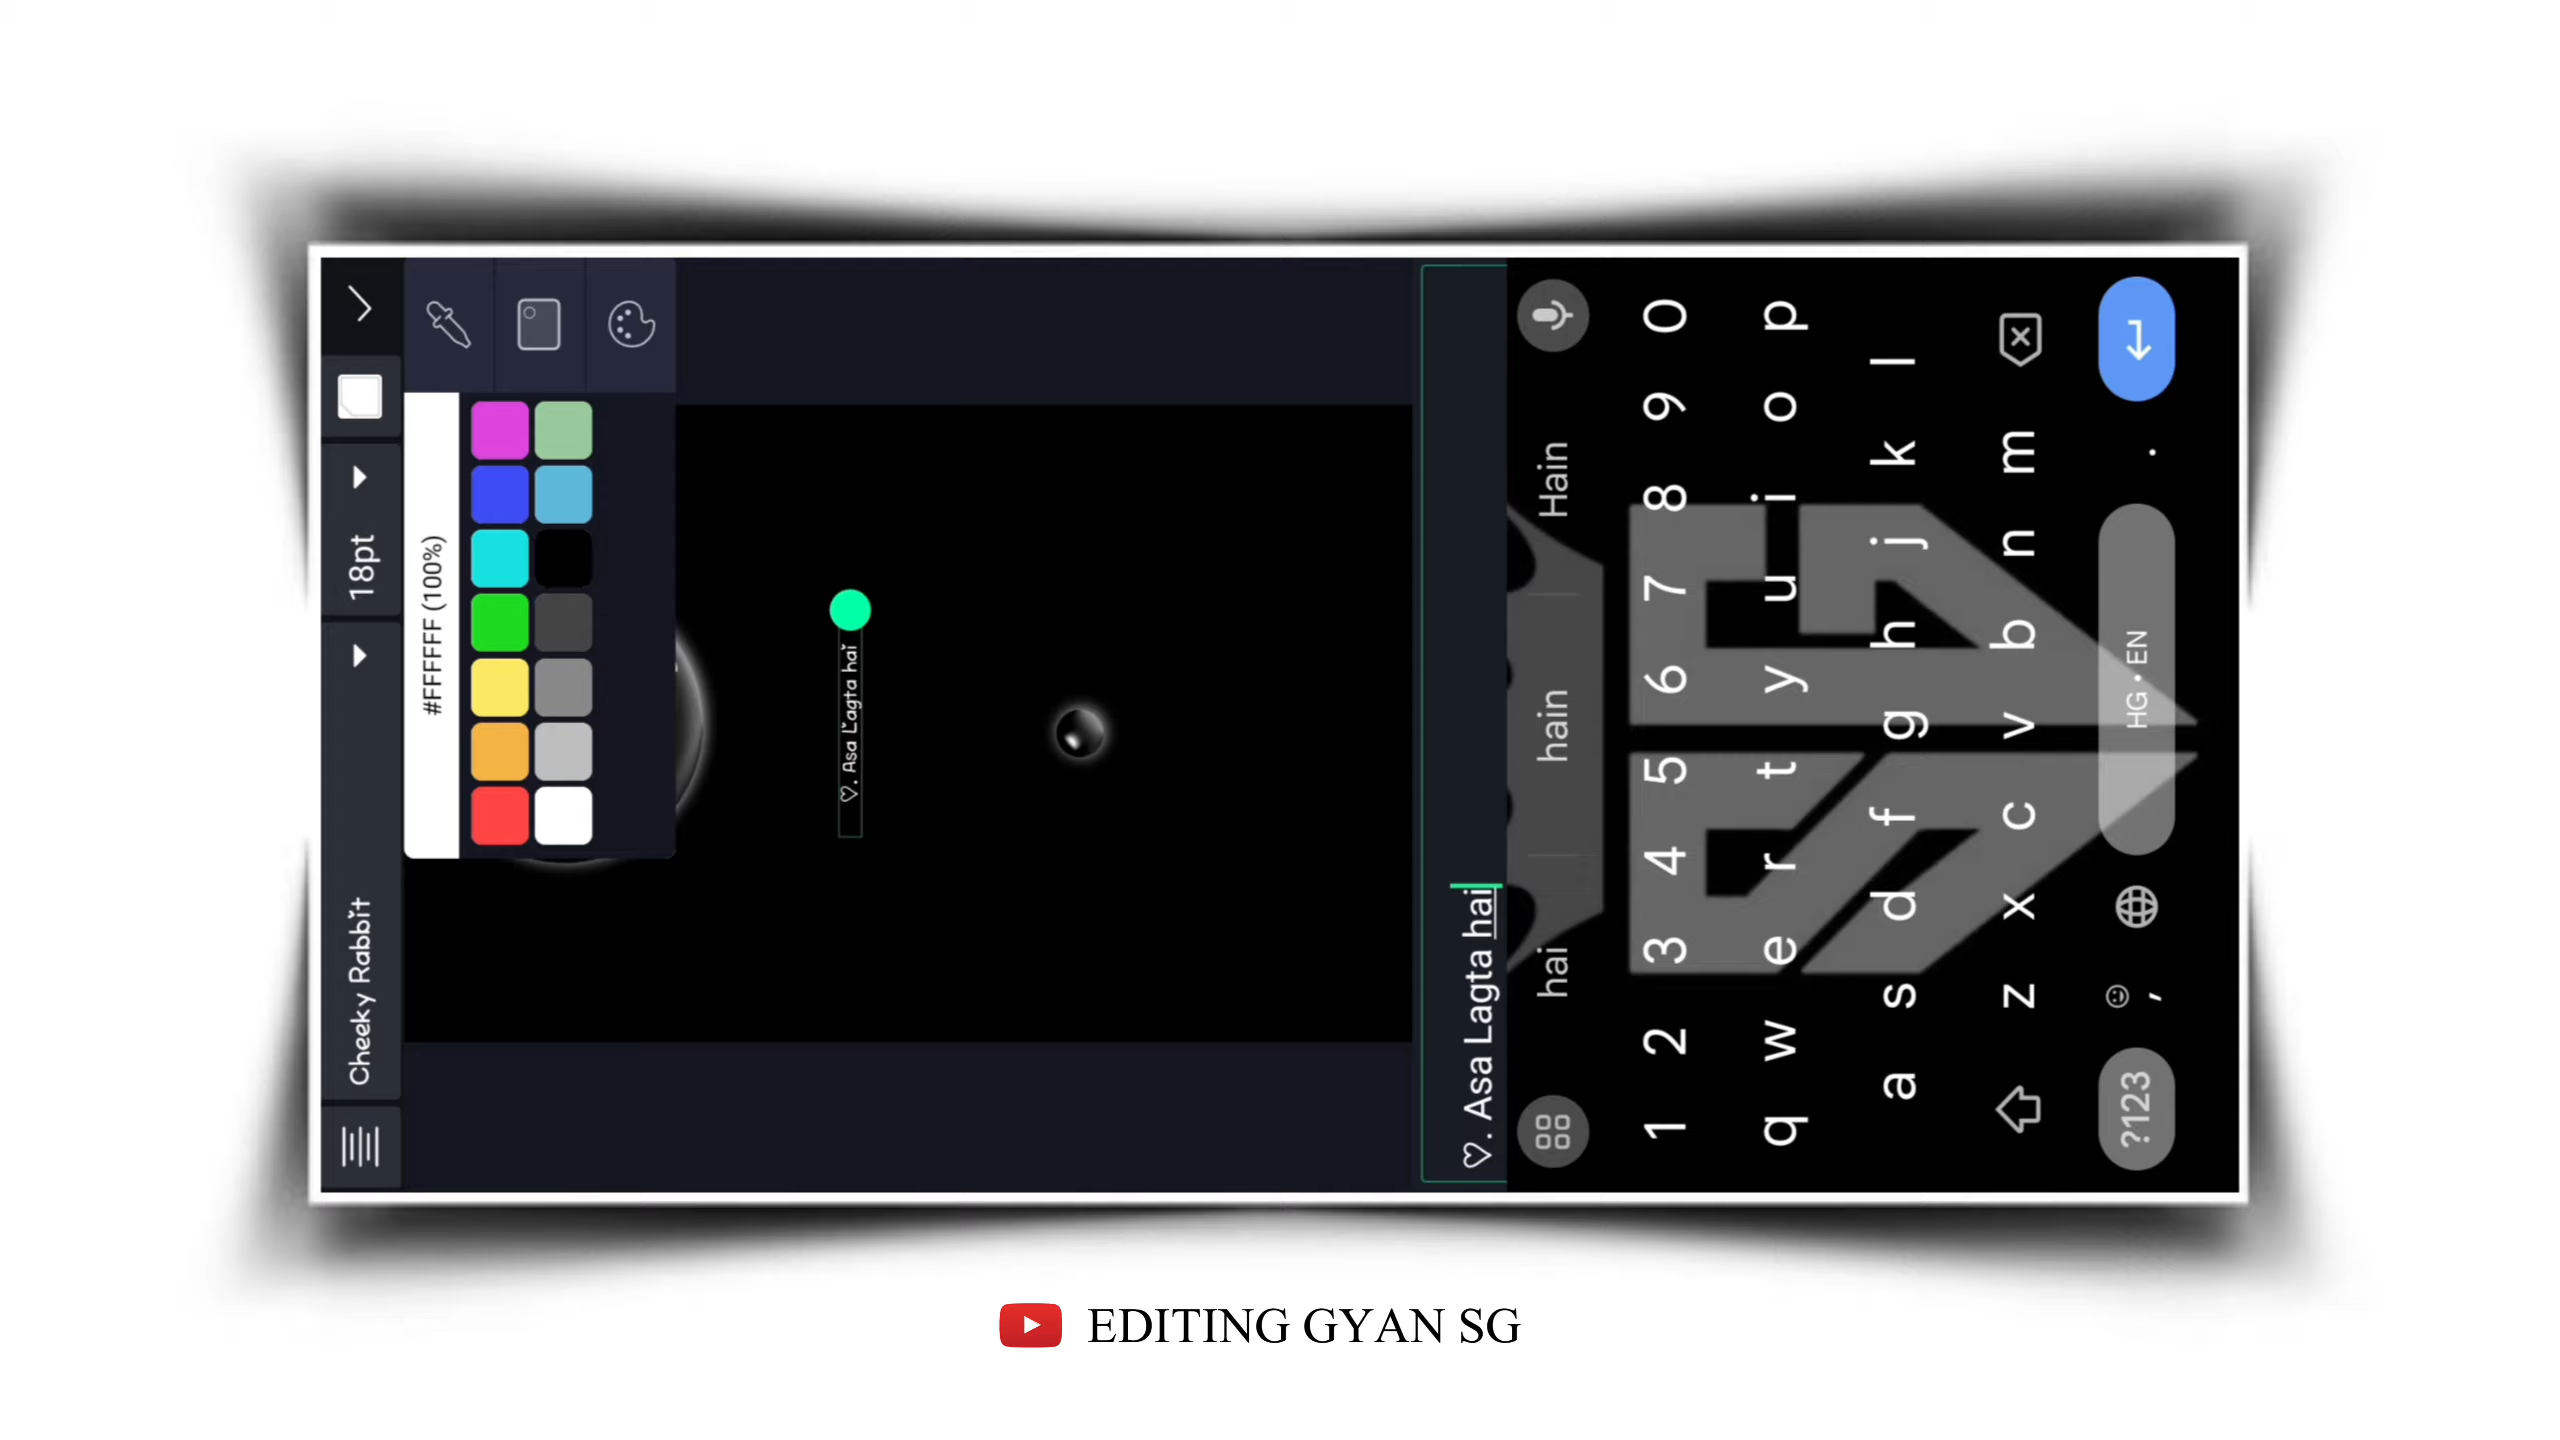 Cheeky Rabbit
18pt
#FFFFFF (100%)
♡. Asa Lagta hai
♡. Asa Lagta hai
hai hain Hain
1 2 3 4 5 6 7 8 9 0
q w e r t y u i o p
a s d f g h j k l
z x c v b n m
?123 , HG • EN .
EDITING GYAN SG